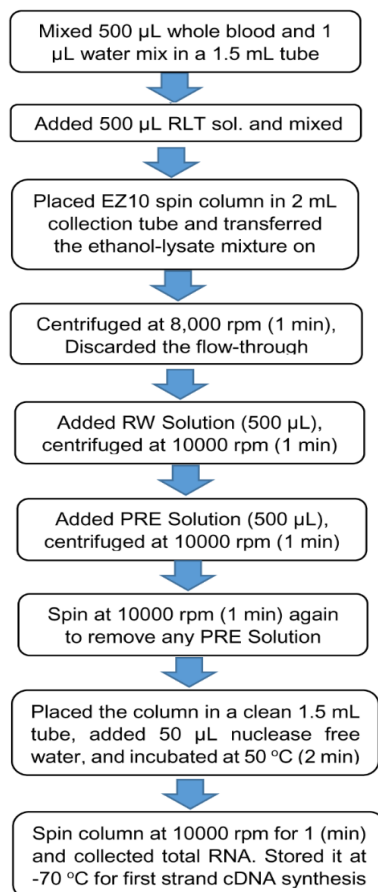 Mixed 500 µL whole blood and 1
µL water mix in a 1.5 mL tube
Added 500 µL RLT sol. and mixed
Placed EZ10 spin column in 2 mL
collection tube and transferred
the ethanol-lysate mixture on
Centrifuged at 8,000 rpm (1 min),
Discarded the flow-through
Added RW Solution (500 µL),
centrifuged at 10000 rpm (1 min)
Added PRE Solution (500 µL),
centrifuged at 10000 rpm (1 min)
Spin at 10000 rpm (1 min) again
to remove any PRE Solution
Placed the column in a clean 1.5 mL
tube, added 50 µL nuclease free
water, and incubated at 50 °C (2 min)
Spin column at 10000 rpm for 1 (min)
and collected total RNA. Stored it at
-70 °C for first strand cDNA synthesis